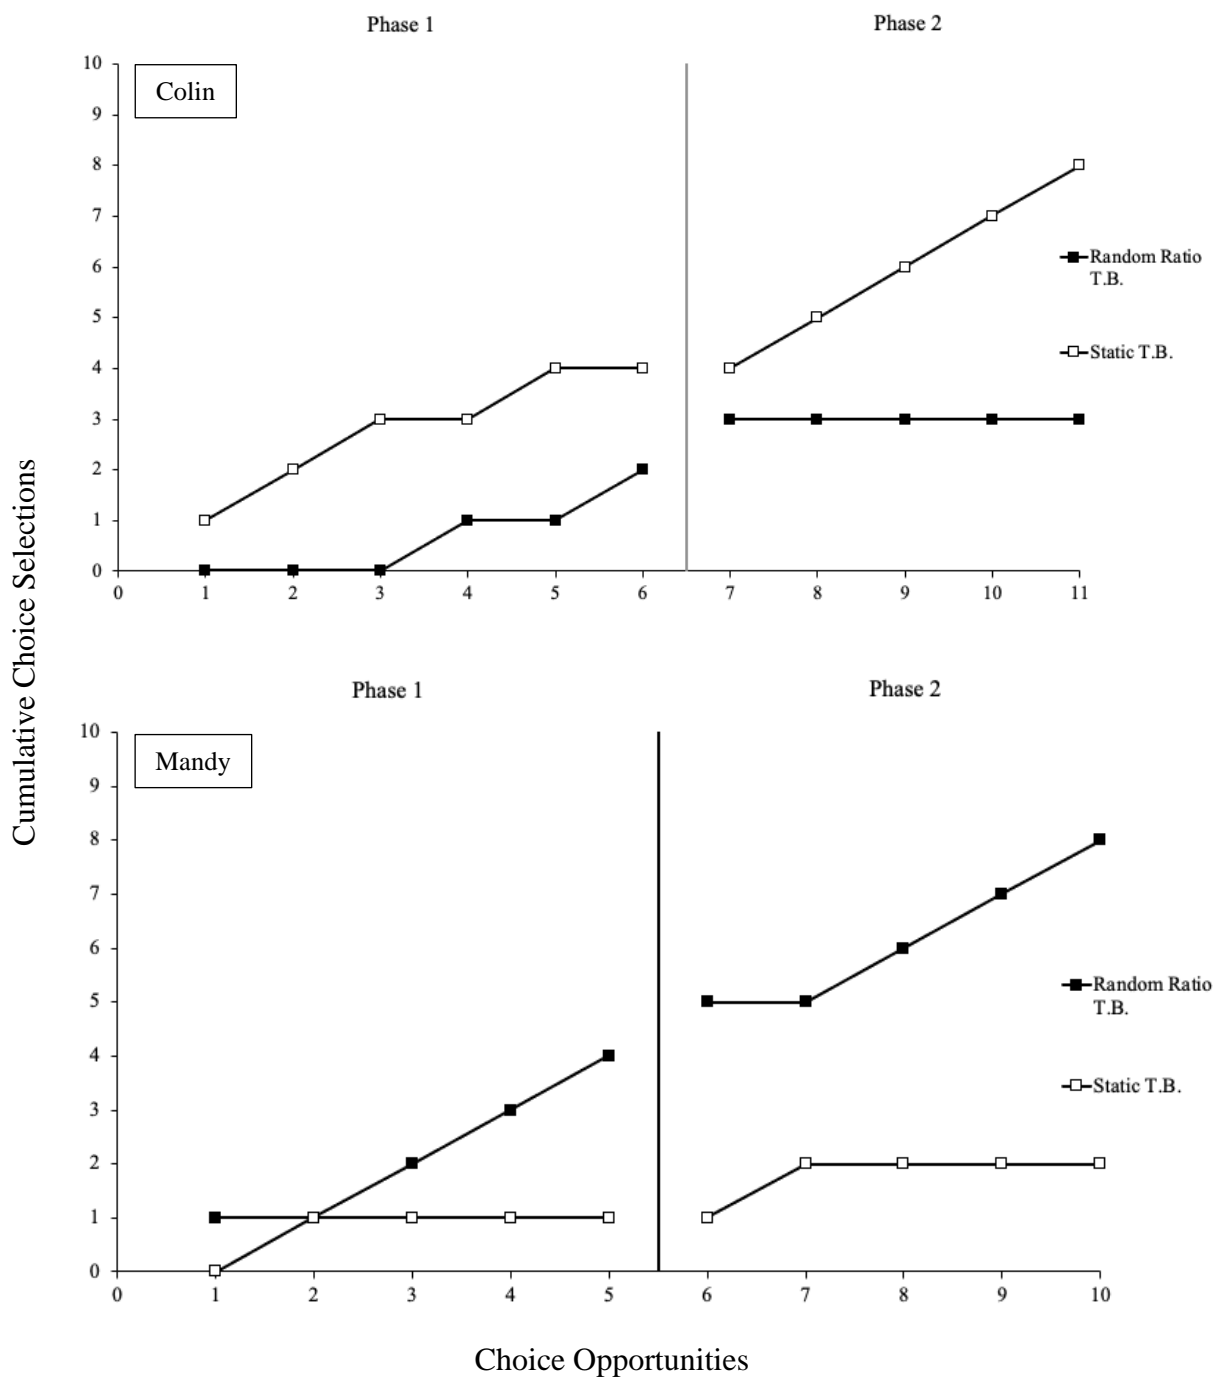 Phase 1
Phase 2
Colin
10
9
8
7
6
5
4
3
2
1
0
0 1 2 3 4 5 6 7 8 9 10 11
Random Ratio
T.B.
Static T.B.
Cumulative Choice Selections
Phase 1
Phase 2
Mandy
10
9
8
7
6
5
4
3
2
1
0
0 1 2 3 4 5 6 7 8 9 10
Random Ratio
T.B.
Static T.B.
Choice Opportunities